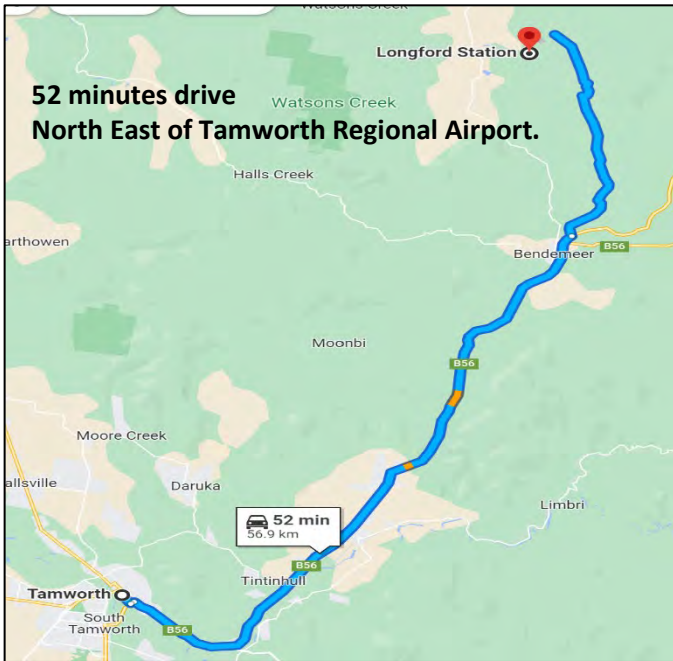 Watsons Creek
Longford Station
52 minutes drive
North East of Tamworth Regional Airport.
Watsons Creek
Halls Creek
arthowen
B56
Bendemeer
Moonbi
B56
Moore Creek
allsville
Daruka
Limbri
52 min
56.9 km
B56
Tintinhull
Tamworth
South
Tamworth
B56